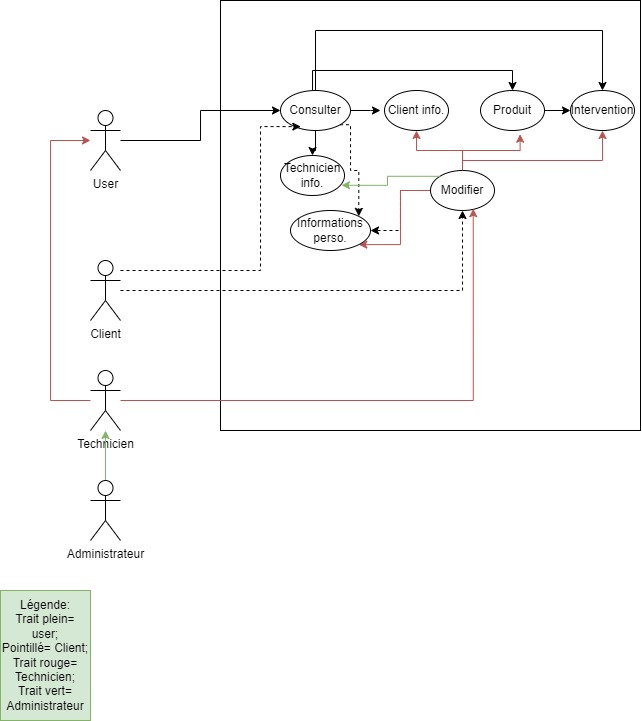 Consulter
Client info.
Produit
Intervention
User
Technicien
info.
Modifier
Informations
perso.
Client
Technicien
Administrateur
Légende:
Trait plein=
user;
Pointillé= Client;
Trait rouge=
Technicien;
Trait vert=
Administrateur